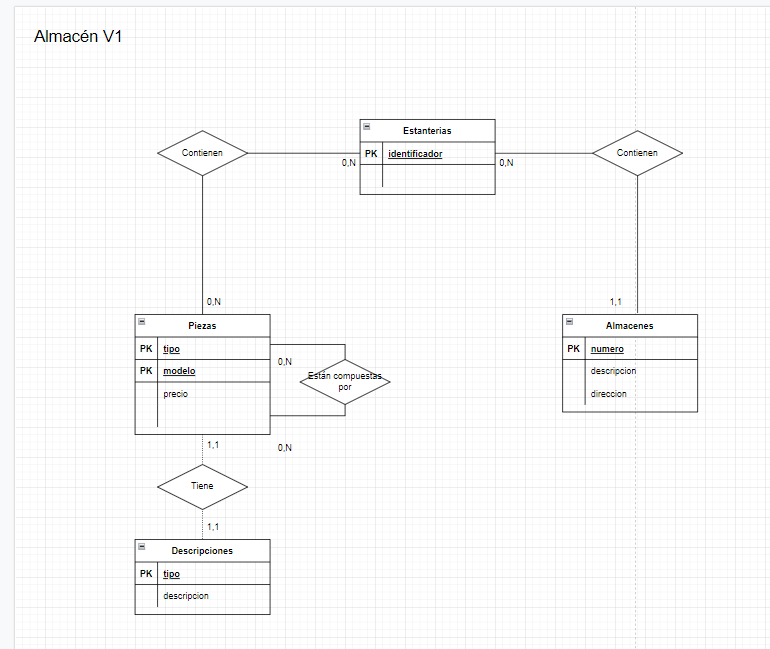 Almacén V1
Estanterias
PK identificador
Contienen
Contienen
0,N
0,N
0,N
1,1
Piezas
PK tipo
PK modelo
precio
0,N
Están compuestas
por
0,N
Almacenes
PK numero
descripcion
direccion
1,1
Tiene
1,1
Descripciones
PK tipo
descripcion